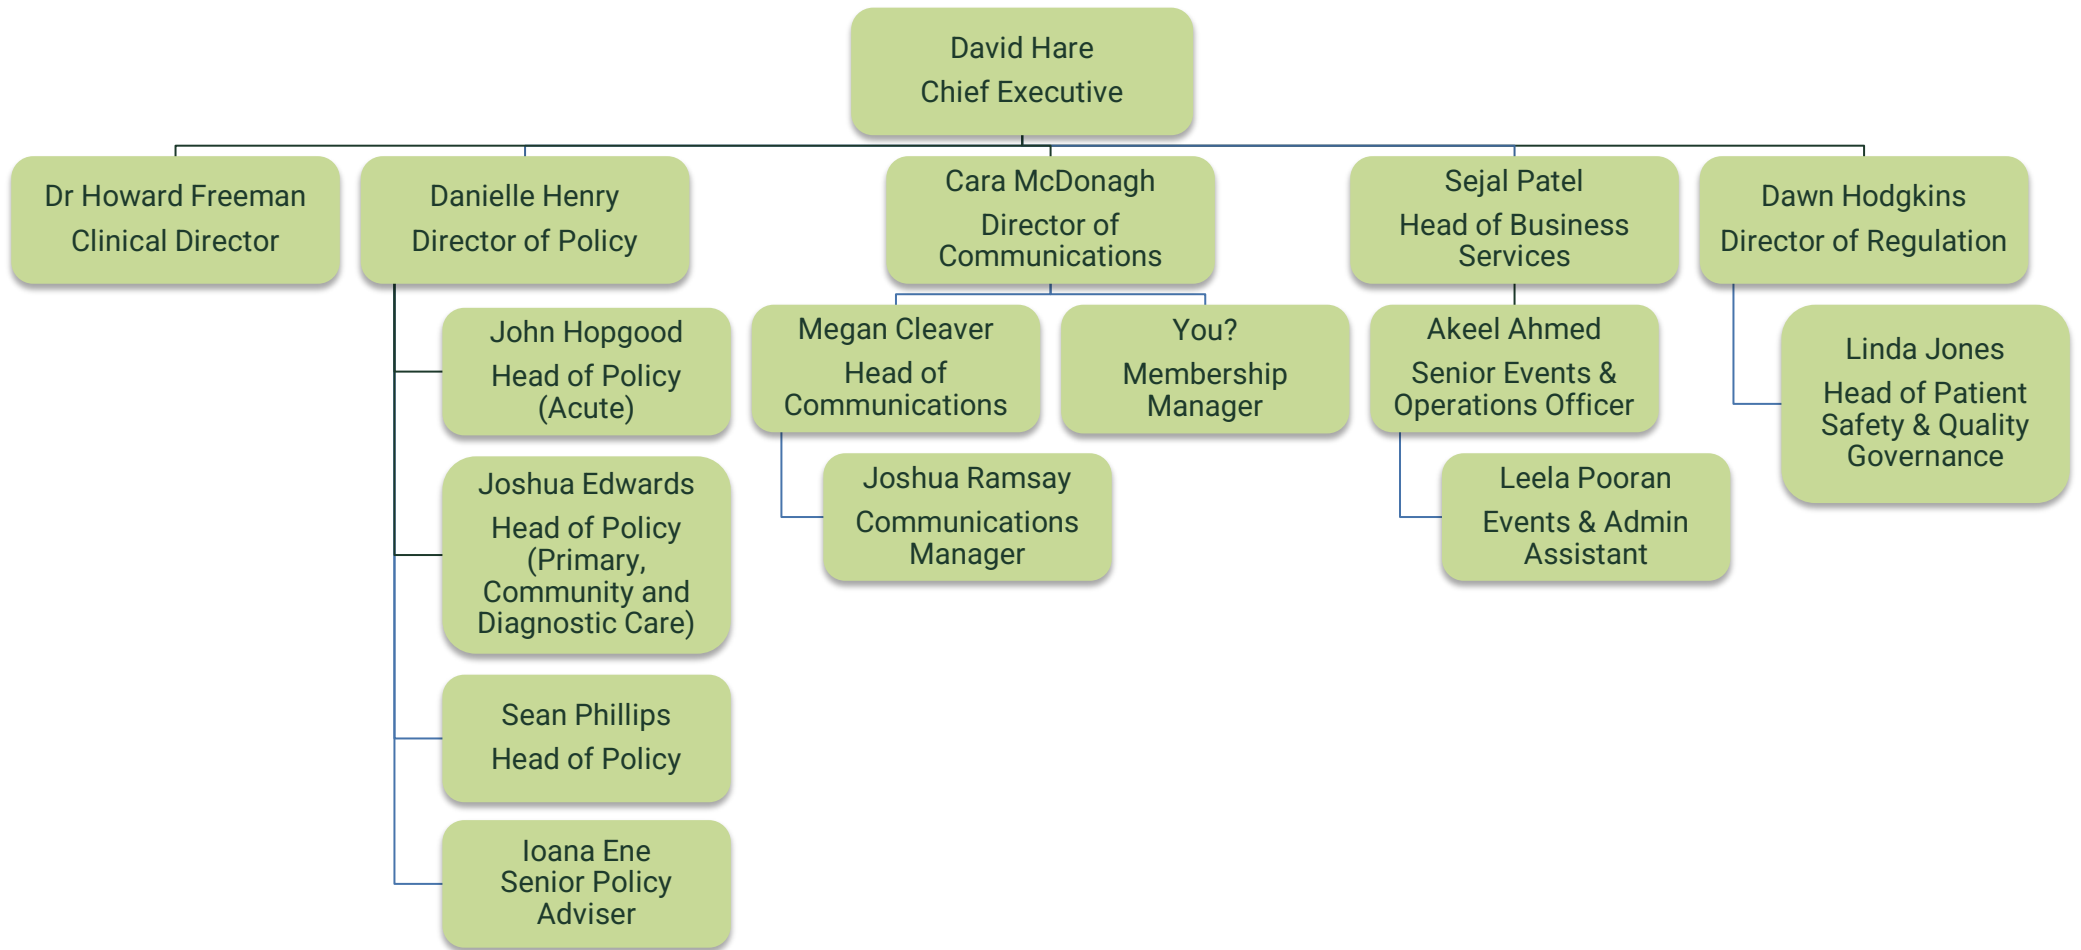 David Hare
Chief Executive
Dr Howard Freeman
Clinical Director
Danielle Henry
Director of Policy
Cara McDonagh
Director of
Communications
Sejal Patel
Head of Business
Services
Dawn Hodgkins
Director of Regulation
John Hopgood
Head of Policy
(Acute)
Joshua Edwards
Head of Policy
(Primary,
Community and
Diagnostic Care)
Sean Phillips
Head of Policy
Ioana Ene
Senior Policy
Adviser
Megan Cleaver
Head of
Communications
Joshua Ramsay
Communications
Manager
You?
Membership
Manager
Akeel Ahmed
Senior Events &
Operations Officer
Leela Pooran
Events & Admin
Assistant
Linda Jones
Head of Patient
Safety & Quality
Governance